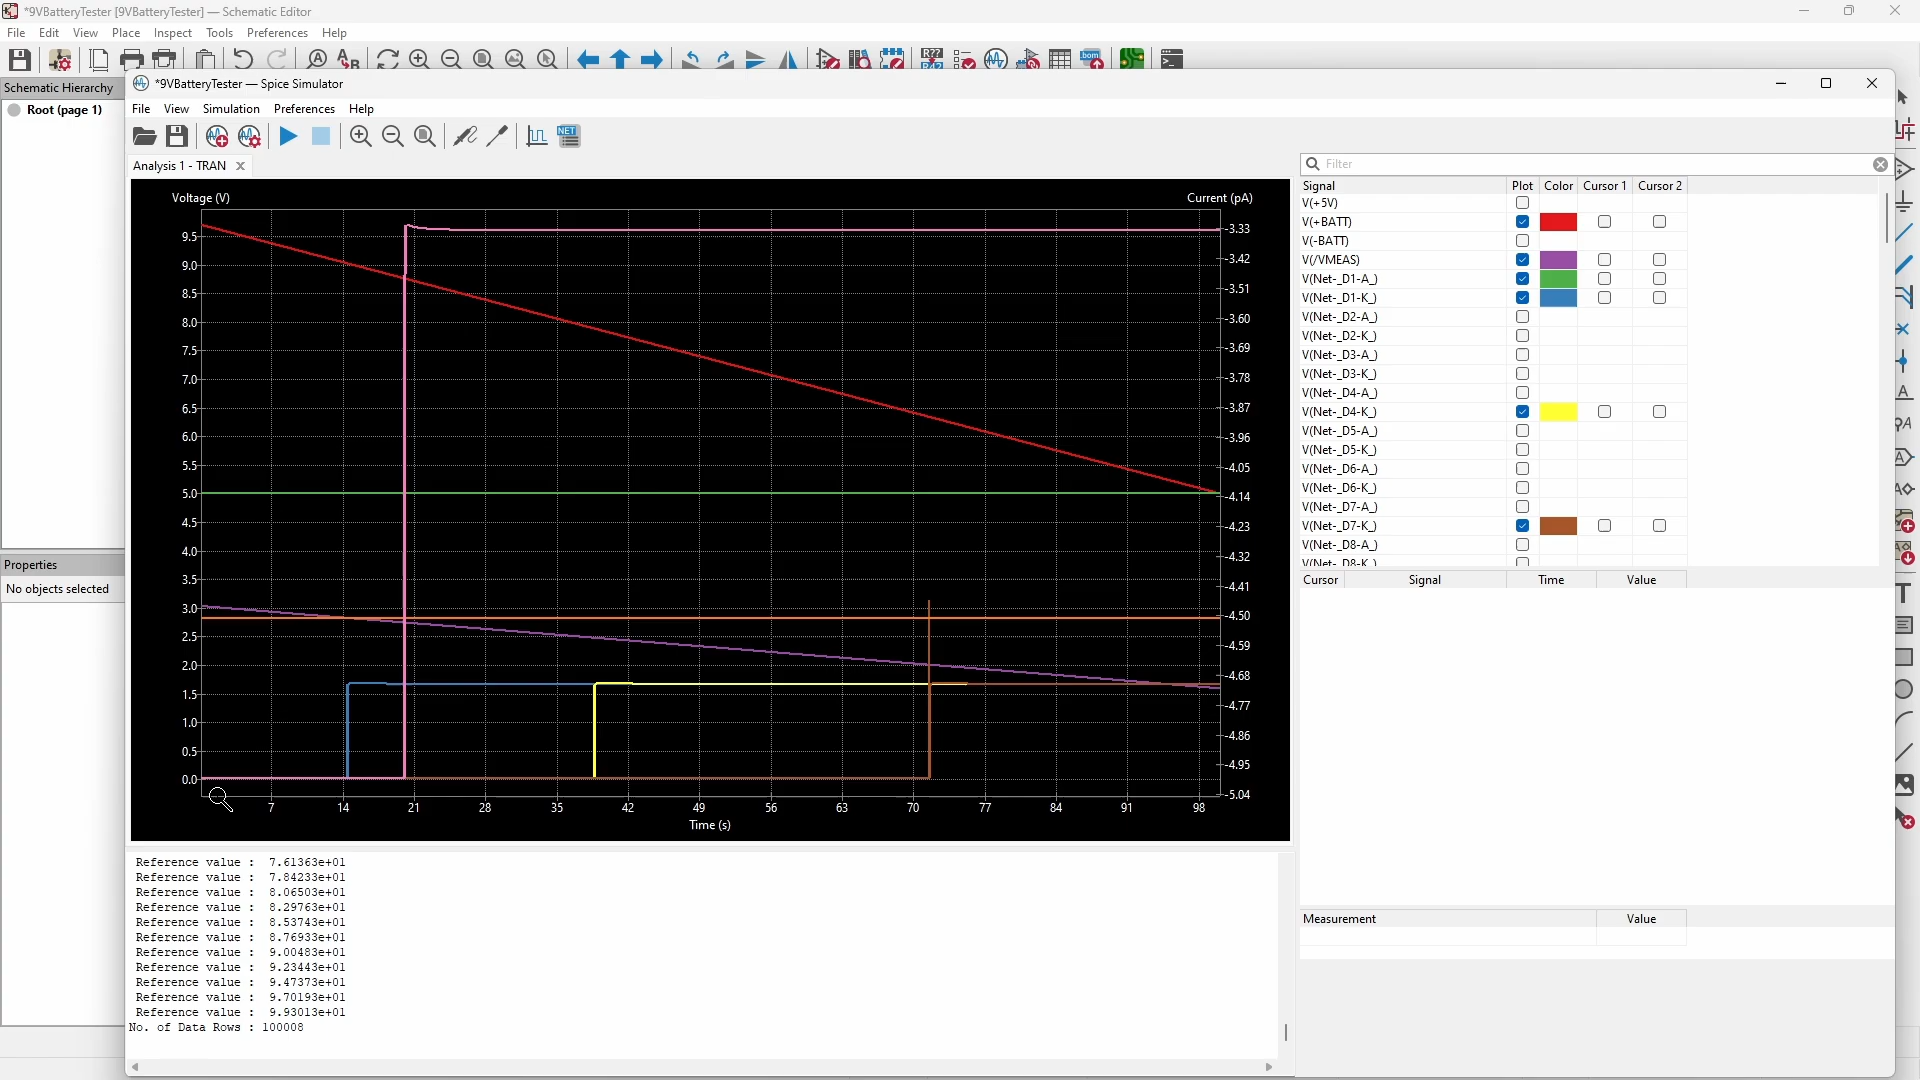 *9VBatteryTester [9VBatteryTester] — Schematic Editor
File Edit View Place Inspect Tools Preferences Help
Schematic Hierarchy
Root (page 1)
Properties
No objects selected
*9VBatteryTester — Spice Simulator
File View Simulation Preferences Help
NET
Analysis 1 - TRAN
Voltage (V)
Current (pA)
9.5
9.0
8.5
8.0
7.5
7.0
6.5
6.0
5.5
5.0
4.5
4.0
3.5
3.0
2.5
2.0
1.5
1.0
0.5
0.0
-3.33
-3.42
-3.51
-3.60
-3.69
-3.78
-3.87
-3.96
-4.05
-4.14
-4.23
-4.32
-4.41
-4.50
-4.59
-4.68
-4.77
-4.86
-4.95
-5.04
7 14 21 28 35 42 49 56 63 70 77 84 91 98
Time (s)
Reference value : 7.61363e+01
Reference value : 7.84233e+01
Reference value : 8.06503e+01
Reference value : 8.29763e+01
Reference value : 8.53743e+01
Reference value : 8.76933e+01
Reference value : 9.00483e+01
Reference value : 9.23443e+01
Reference value : 9.47373e+01
Reference value : 9.70193e+01
Reference value : 9.93013e+01
No. of Data Rows : 100008
Filter
Signal Plot Color Cursor 1 Cursor 2
V(+5V)
V(+BATT)
V(-BATT)
V(/VMEAS)
V(Net-_D1-A_)
V(Net-_D1-K_)
V(Net-_D2-A_)
V(Net-_D2-K_)
V(Net-_D3-A_)
V(Net-_D3-K_)
V(Net-_D4-A_)
V(Net-_D4-K_)
V(Net-_D5-A_)
V(Net-_D5-K_)
V(Net-_D6-A_)
V(Net-_D6-K_)
V(Net-_D7-A_)
V(Net-_D7-K_)
V(Net-_D8-A_)
V(Net-_D8-K_)
Cursor Signal Time Value
Measurement Value